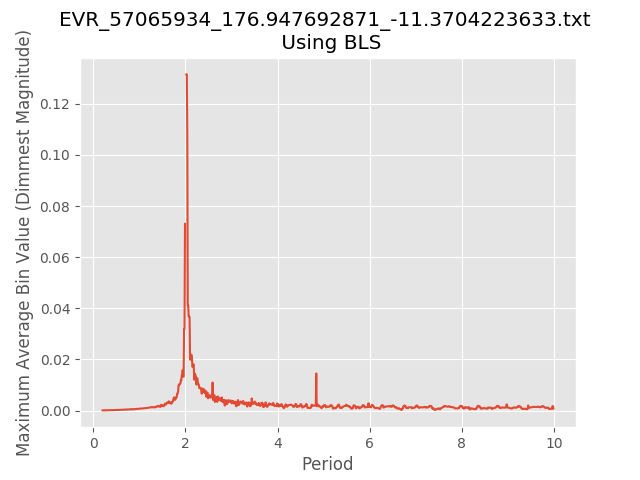 EVR_57065934_176.947692871_-11.3704223633.txt
Using BLS
Maximum Average Bin Value (Dimmest Magnitude)
0.12
0.10
0.08
0.06
0.04
0.02
0.00
0 2 4 6 8 10
Period